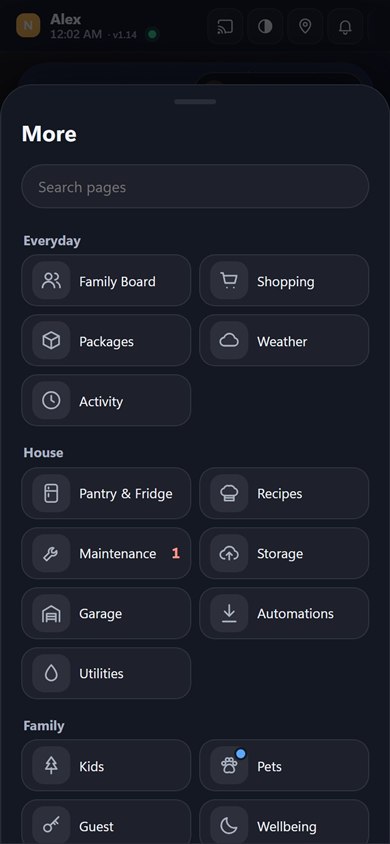 N
Alex
12:02 AM · v1.14
More
Search pages
Everyday
Family Board
Shopping
Packages
Weather
Activity
House
Pantry & Fridge
Recipes
Maintenance 1
Storage
Garage
Automations
Utilities
Family
Kids
Pets
Guest
Wellbeing